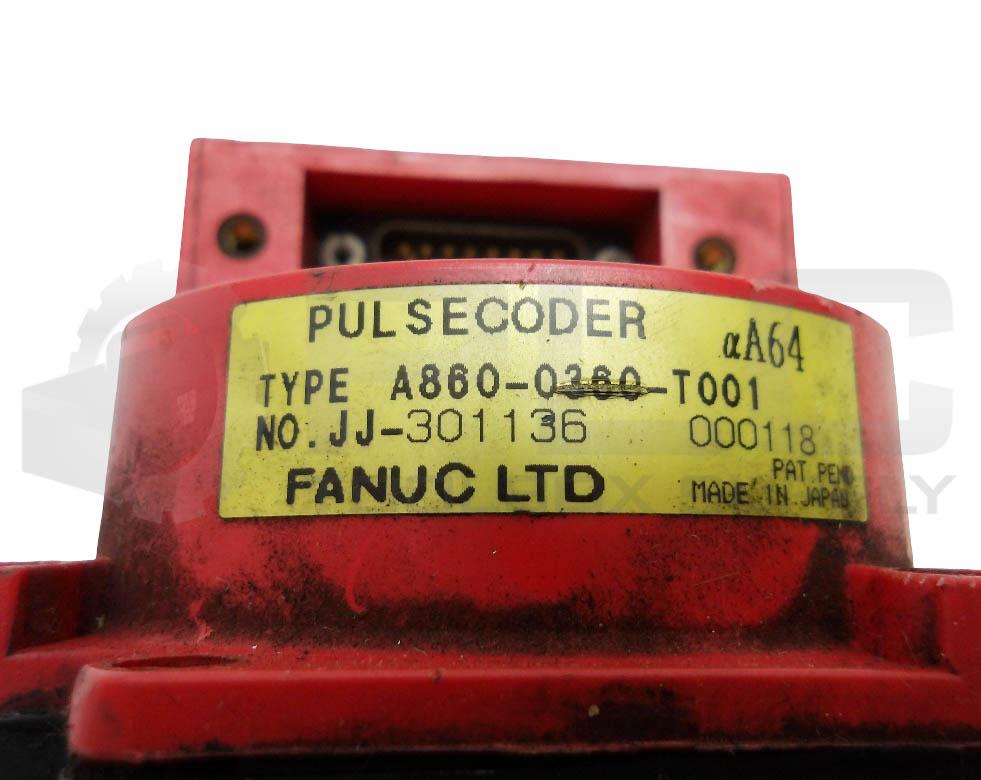 PULSECODER αA64
TYPE A860-0360-T001
NO. JJ-301136 000118
PAT. PEND
FANUC LTD MADE IN JAPAN